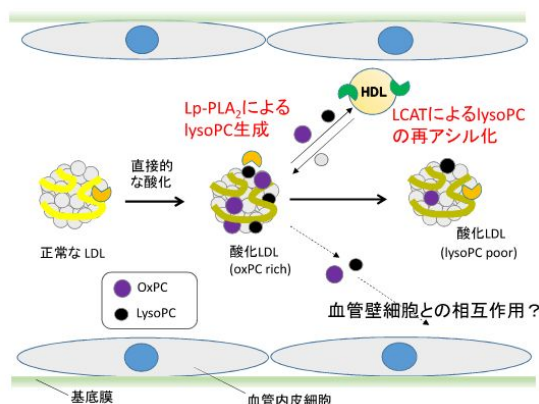 HDL
Lp-PLA₂による
lysoPC生成
LCATによるlysoPC
の再アシル化
直接的
な酸化
正常な LDL
酸化LDL
(oxPC rich)
酸化LDL
(lysoPC poor)
OxPC
LysoPC
血管壁細胞との相互作用？
基底膜
血管内皮細胞